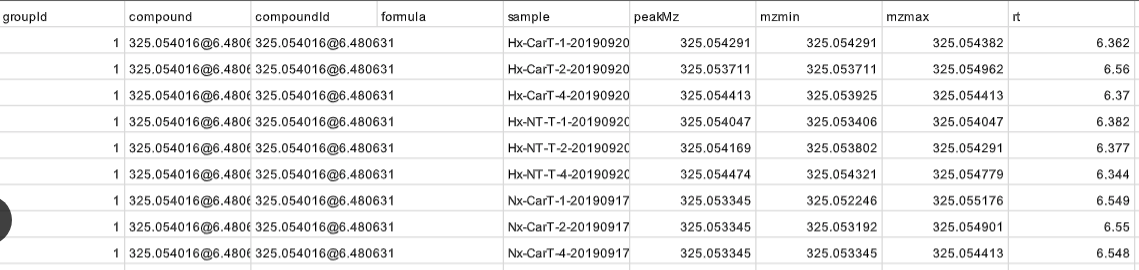 groupId compound compoundId formula sample peakMz mzmin mzmax rt
1 325.054016@6.4806 325.054016@6.480631 Hx-CarT-1-20190920 325.054291 325.054291 325.054382 6.362
1 325.054016@6.4806 325.054016@6.480631 Hx-CarT-2-20190920 325.053711 325.053711 325.054962 6.56
1 325.054016@6.4806 325.054016@6.480631 Hx-CarT-4-20190920 325.054413 325.053925 325.054413 6.37
1 325.054016@6.4806 325.054016@6.480631 Hx-NT-T-1-20190920 325.054047 325.053406 325.054047 6.382
1 325.054016@6.4806 325.054016@6.480631 Hx-NT-T-2-20190920 325.054169 325.053802 325.054291 6.377
1 325.054016@6.4806 325.054016@6.480631 Hx-NT-T-4-20190920 325.054474 325.054321 325.054779 6.344
1 325.054016@6.4806 325.054016@6.480631 Nx-CarT-1-20190917 325.053345 325.052246 325.055176 6.549
1 325.054016@6.4806 325.054016@6.480631 Nx-CarT-2-20190917 325.053345 325.053192 325.054901 6.55
1 325.054016@6.4806 325.054016@6.480631 Nx-CarT-4-20190917 325.053345 325.053345 325.054413 6.548